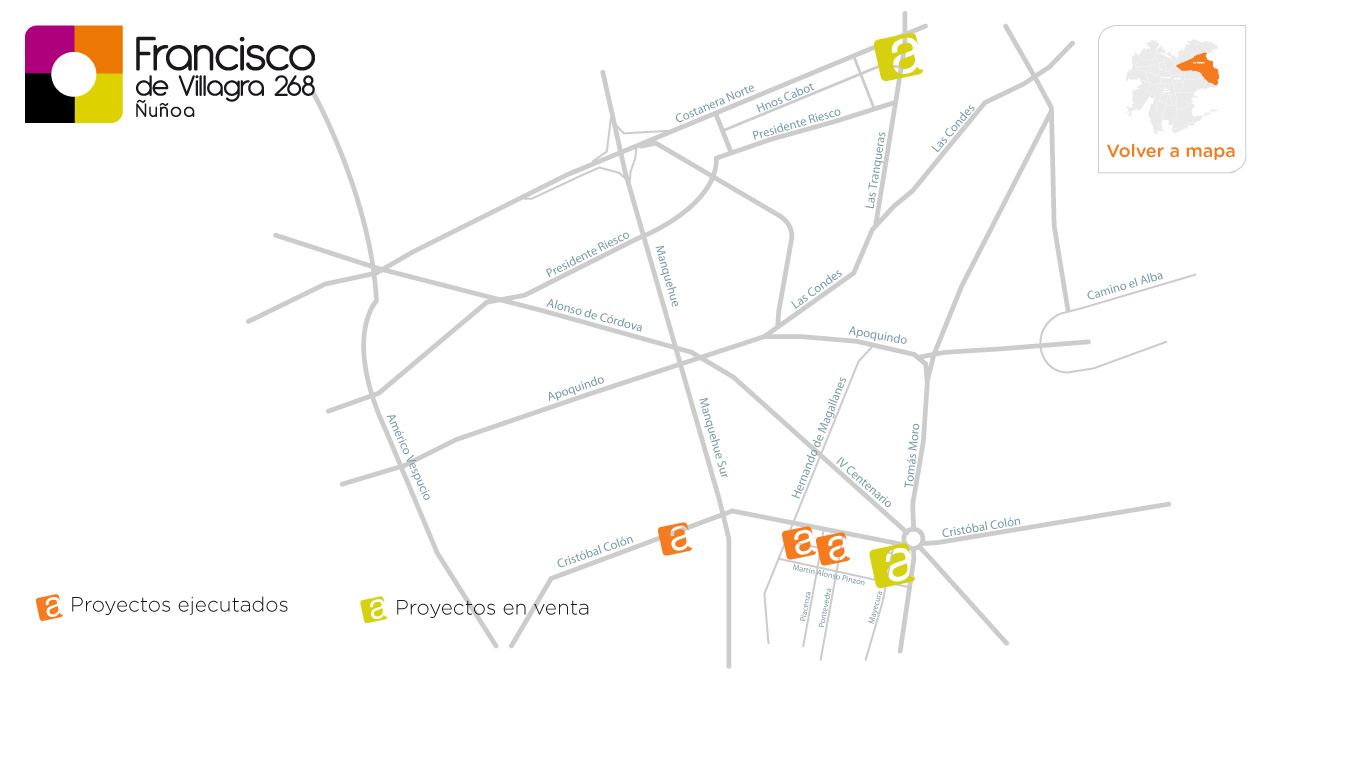 Francisco
de Villagra 268
Ñuñoa
Volver a mapa
Costanera Norte
Hnos Cabot
Presidente Riesco
Las Condes
Las Tranqueras
Presidente Riesco
Manquehue
Las Condes
Camino el Alba
Alonso de Córdova
Apoquindo
Apoquindo
Américo Vespucio
Manquehue Sur
Hernando de Magallanes
IV Centenario
Tomás Moro
Cristóbal Colón
Cristóbal Colón
a
a
a
a
a
Martín Alonso Pinzón
Piacenza
Pontevedra
Mayecura
a Proyectos ejecutados
a Proyectos en venta